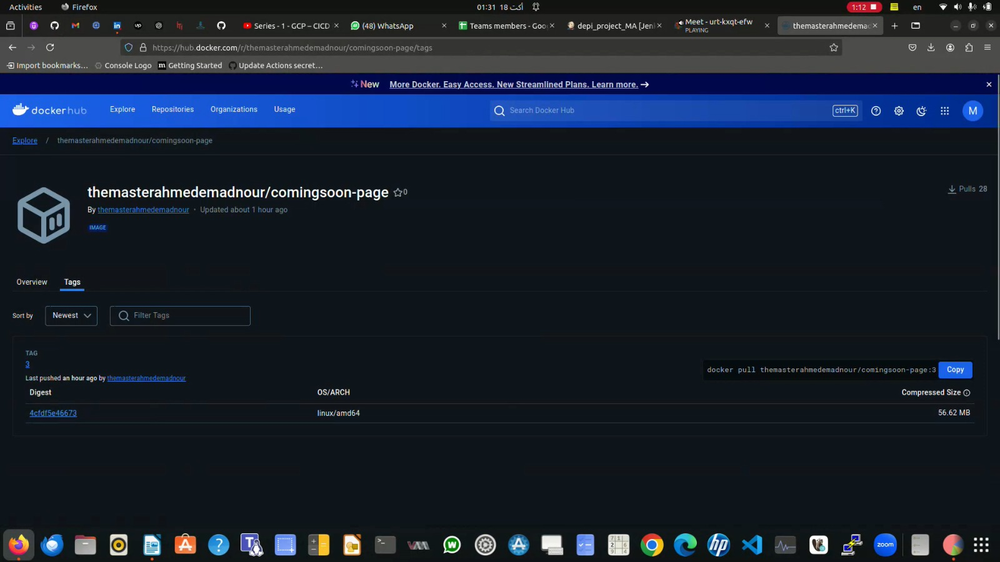 Activities
Firefox
01:31 18 أكت
1:12
en
Series - 1 - GCP – CICD
(48) WhatsApp
Teams members - Goo
depi_project_MA [Jen
Meet - urt-kxqt-efw
PLAYING
themasterahmedemad
https://hub.docker.com/r/themasterahmedemadnour/comingsoon-page/tags
Import bookmarks…
Console Logo
Getting Started
Update Actions secret…
New
More Docker. Easy Access. New Streamlined Plans. Learn more. →
dockerhub
Explore
Repositories
Organizations
Usage
Search Docker Hub
ctrl+K
M
Explore / themasterahmedemadnour/comingsoon-page
themasterahmedemadnour/comingsoon-page
0
Pulls 28
By themasterahmedemadnour · Updated about 1 hour ago
IMAGE
Overview
Tags
Sort by
Newest
Filter Tags
TAG
3
docker pull themasterahmedemadnour/comingsoon-page:3
Copy
Last pushed an hour ago by themasterahmedemadnour
Digest
OS/ARCH
Compressed Size
4cfdf5e46673
linux/amd64
56.62 MB
zoom